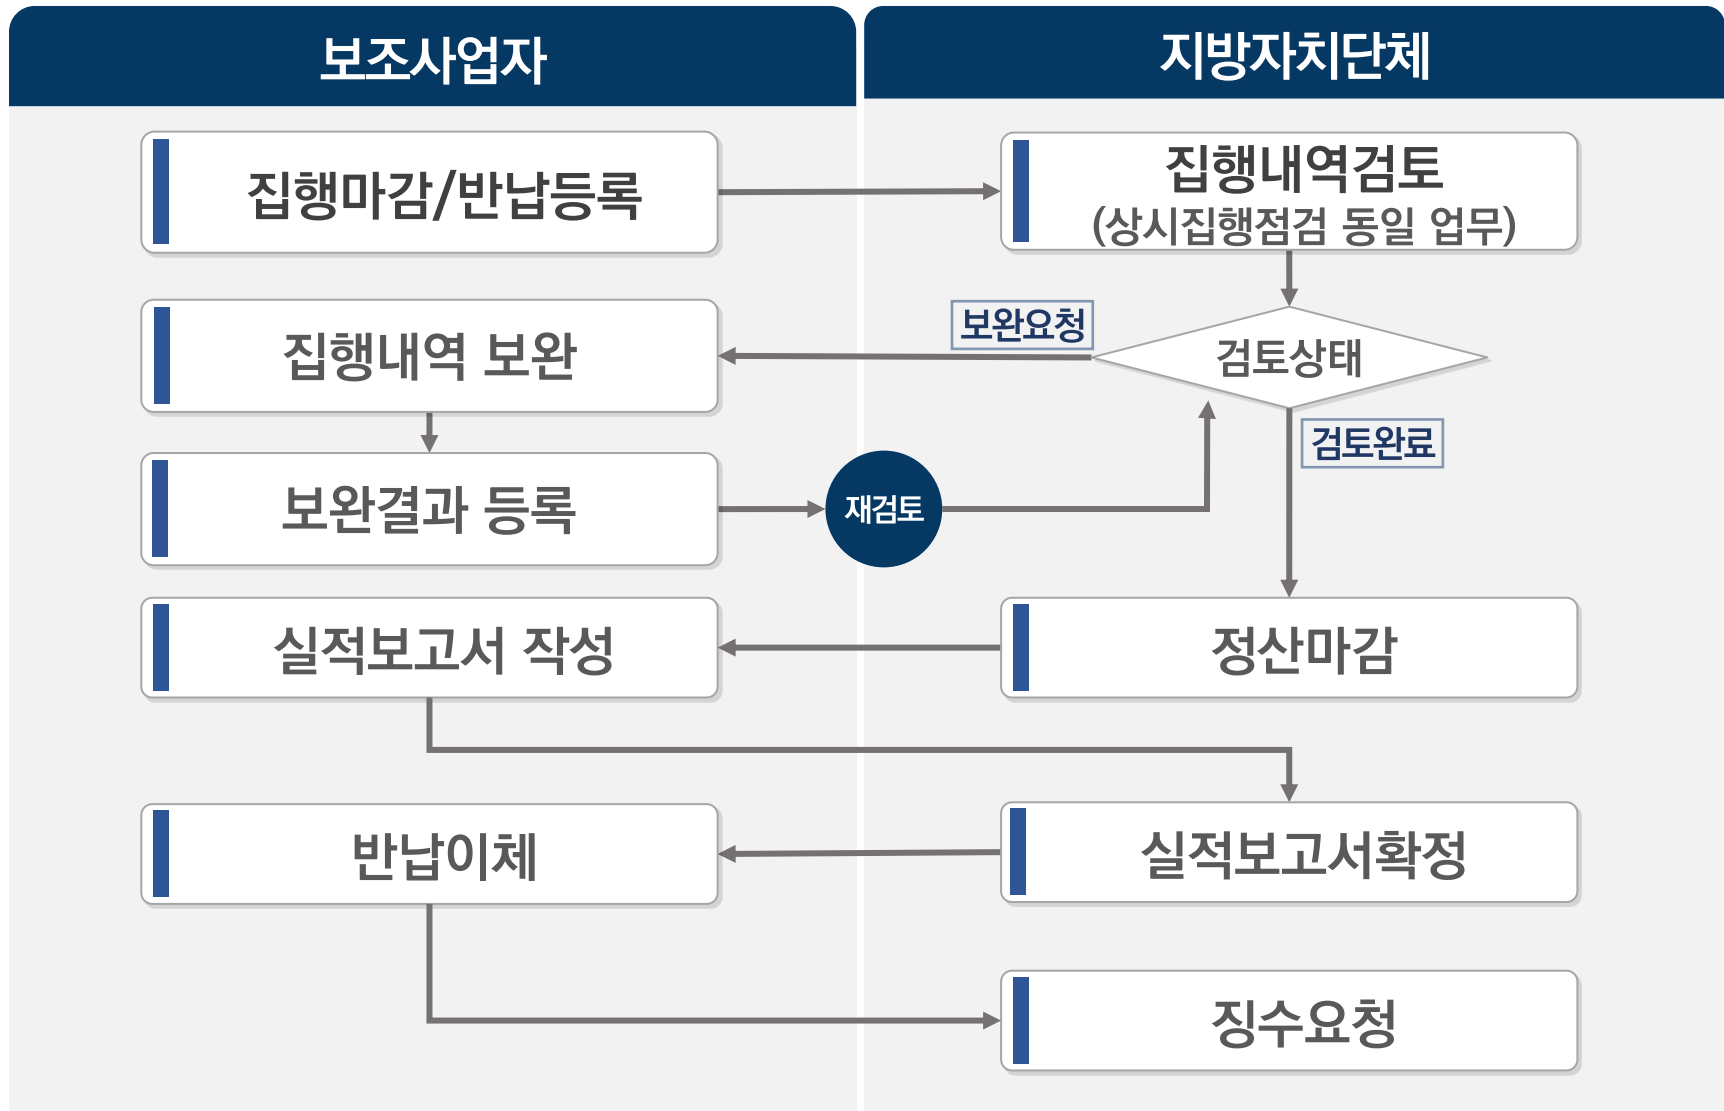 보조사업자
지방자치단체
집행마감/반납등록
집행내역검토
(상시집행점검 동일 업무)
집행내역 보완
보완요청
검토상태
검토완료
보완결과 등록
재검토
실적보고서 작성
정산마감
반납이체
실적보고서확정
징수요청